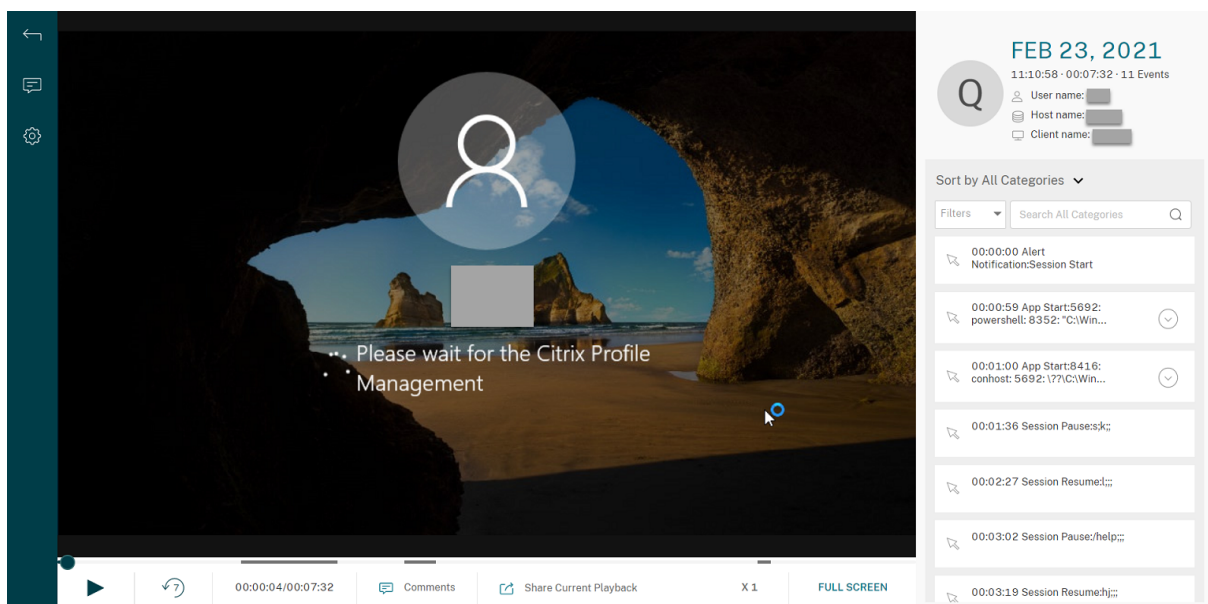 FEB 23, 2021
Q
11:10:58 · 00:07:32 · 11 Events
User name:
Host name:
Client name:
Sort by All Categories
Filters
Search All Categories
00:00:00 Alert
Notification:Session Start
00:00:59 App Start:5692:
powershell: 8352: "C:\Win...
00:01:00 App Start:8416:
conhost: 5692: \??\C:\Win...
00:01:36 Session Pause:s;k;;
00:02:27 Session Resume:l;;;
00:03:02 Session Pause:/help;;;
00:03:19 Session Resume:hj;;;
Please wait for the Citrix Profile
Management
7
00:00:04/00:07:32
Comments
Share Current Playback
X 1
FULL SCREEN